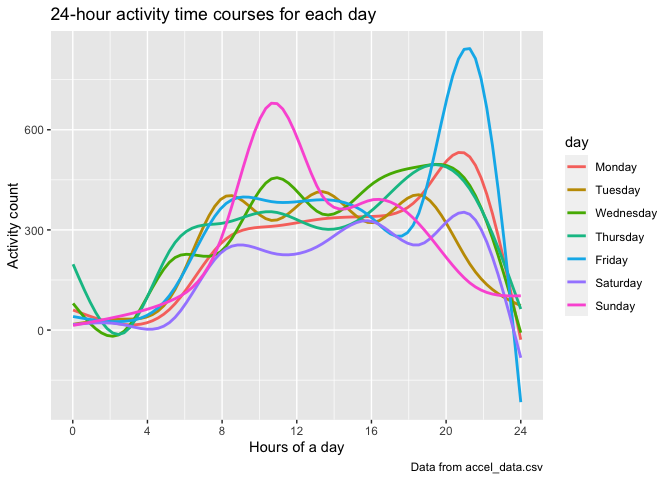 24-hour activity time courses for each day
Activity count
600
300
0
0
4
8
12
16
20
24
Hours of a day
day
Monday
Tuesday
Wednesday
Thursday
Friday
Saturday
Sunday
Data from accel_data.csv